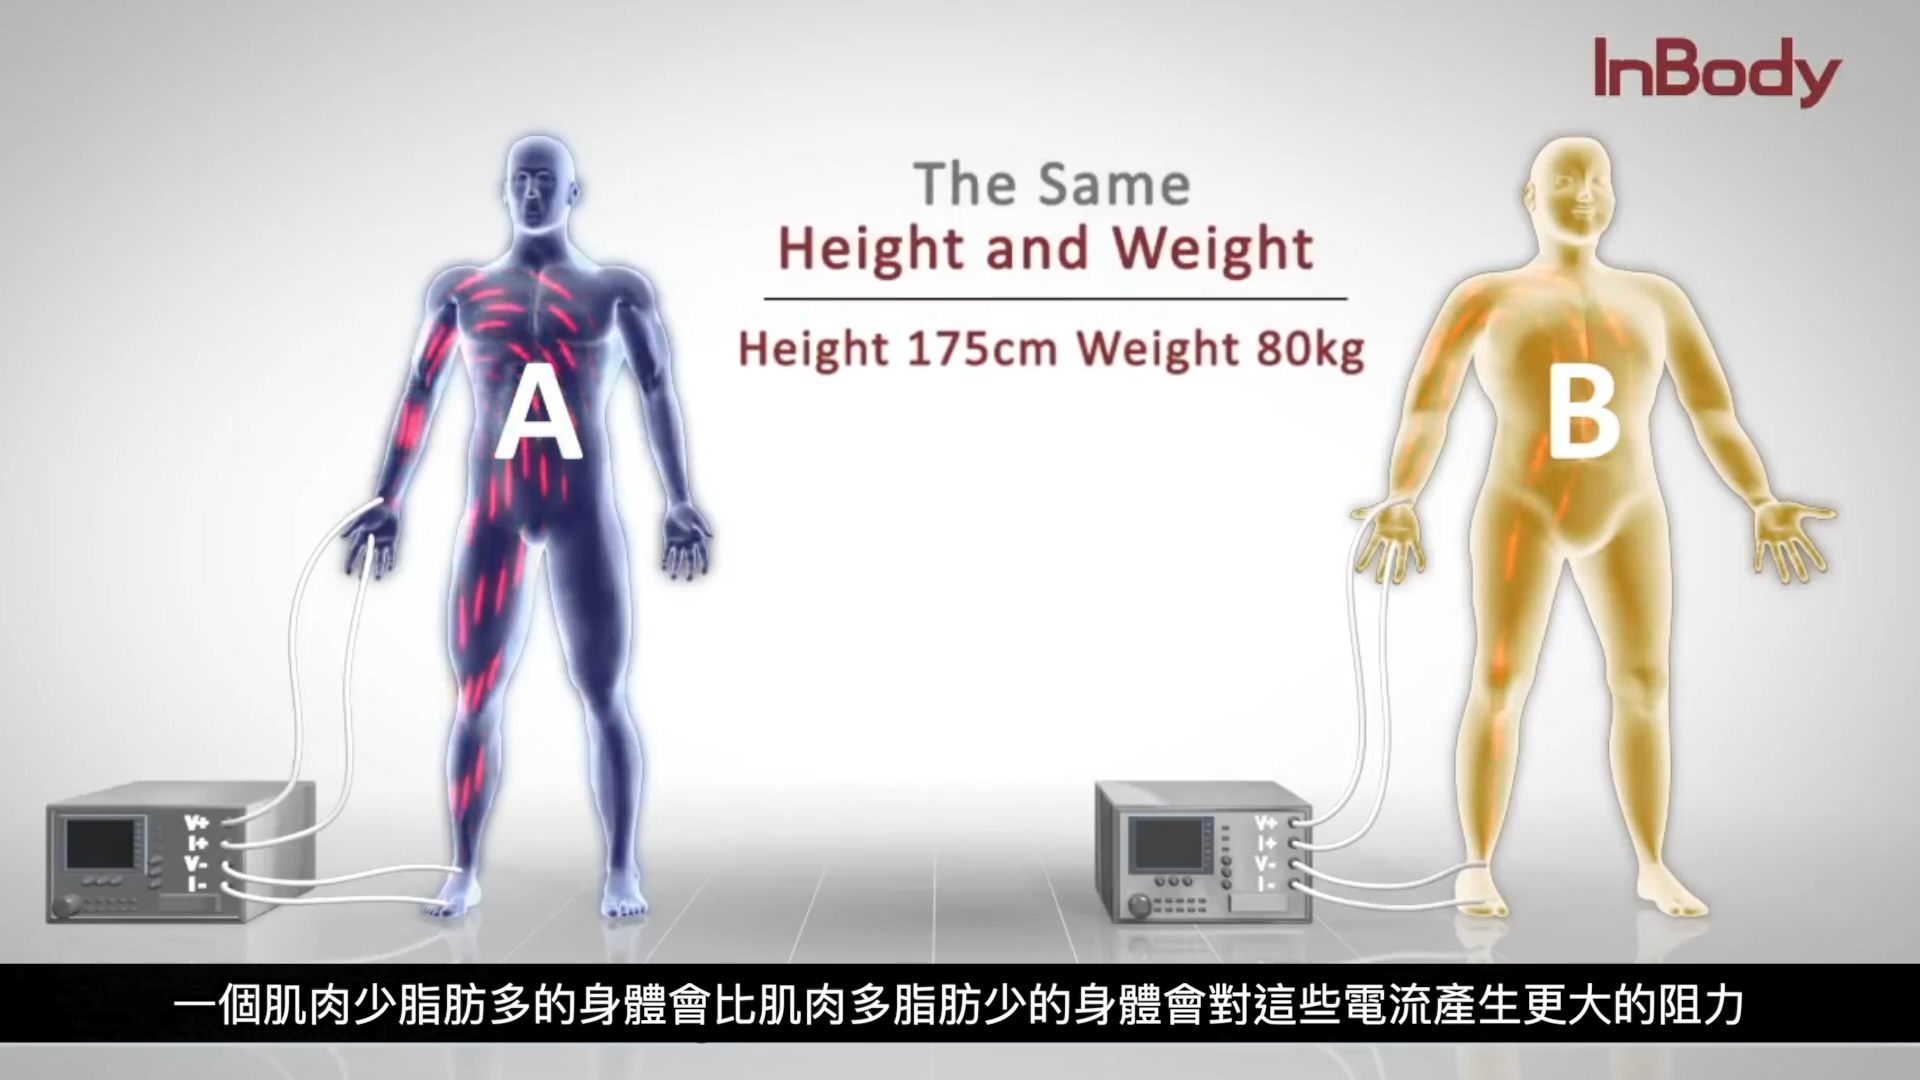 InBody
The Same
Height and Weight
Height 175cm Weight 80kg
A
B
V+
I+
V-
I-
V+
I+
V-
I-
一個肌肉少脂肪多的身體會比肌肉多脂肪少的身體會對這些電流產生更大的阻力